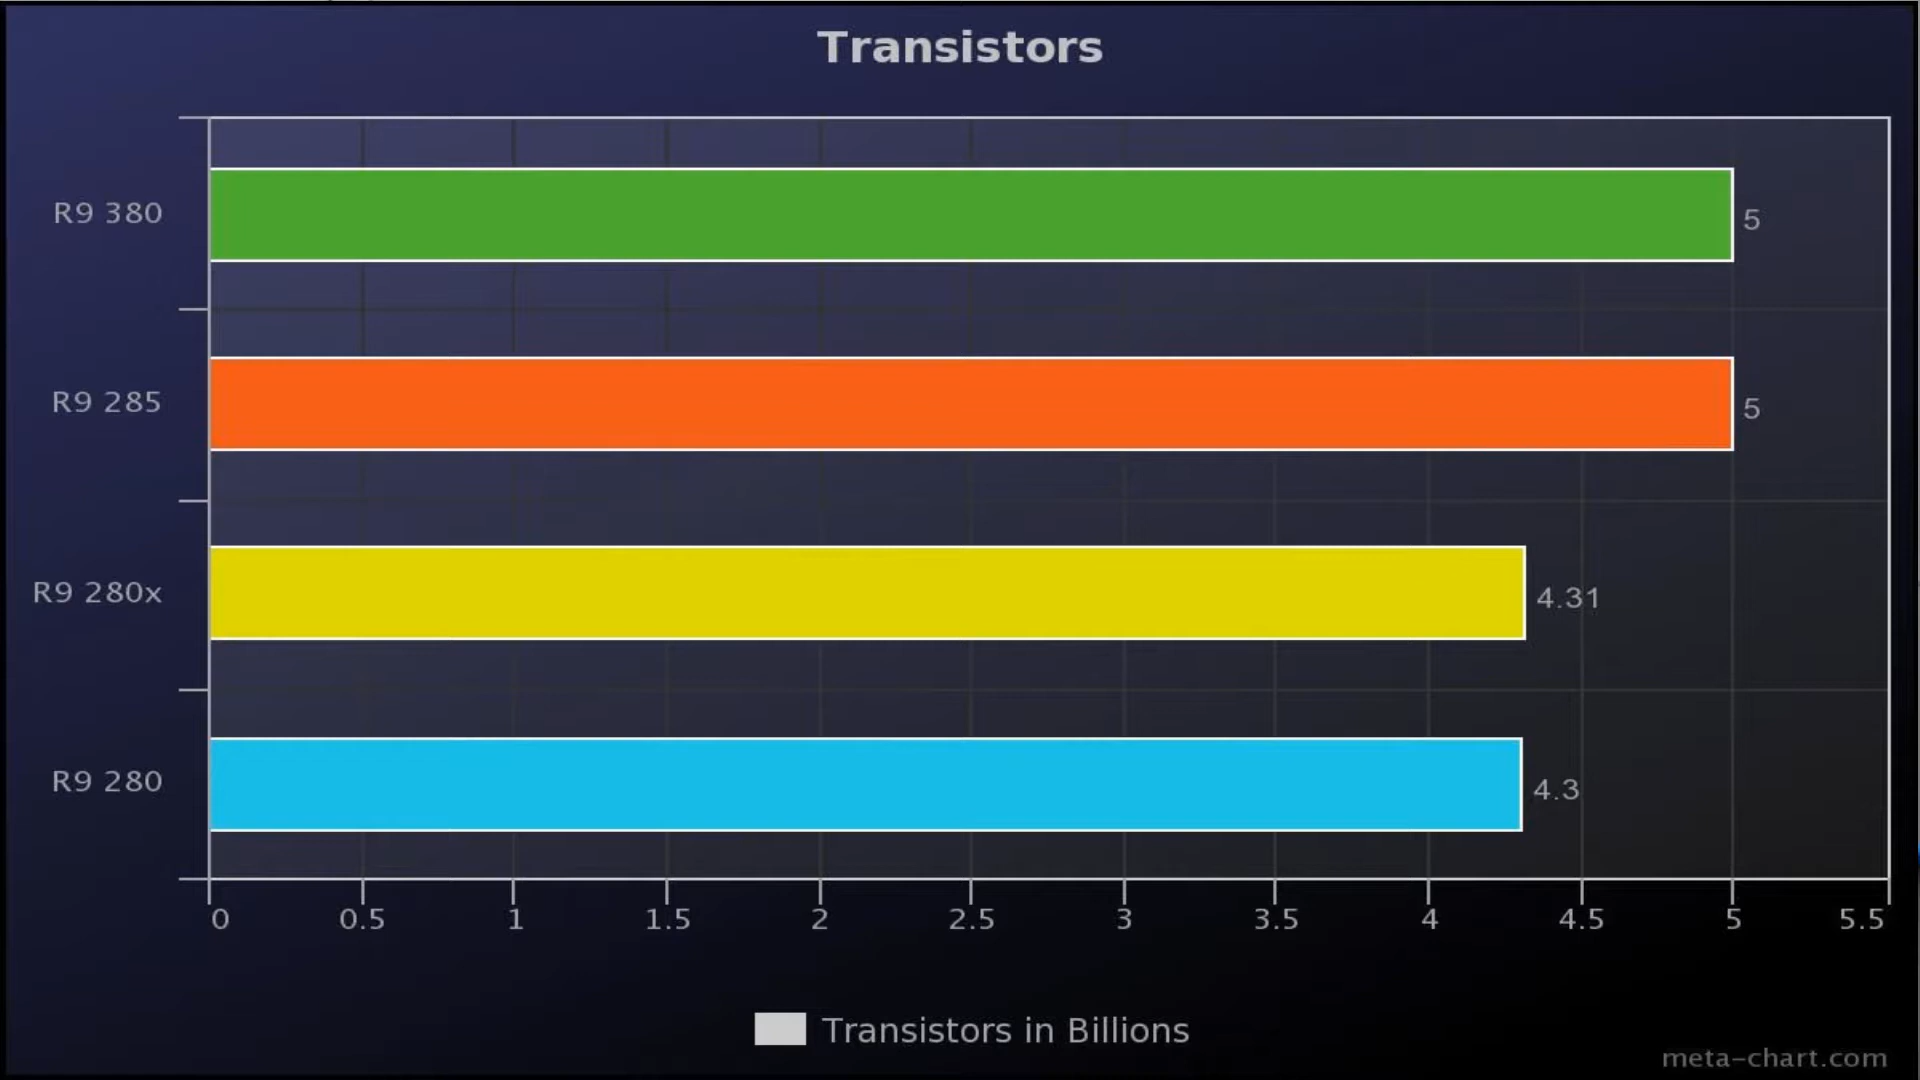 Transistors
R9 380
5
R9 285
5
R9 280x
4.31
R9 280
4.3
0 0.5 1 1.5 2 2.5 3 3.5 4 4.5 5 5.5
Transistors in Billions
meta-chart.com